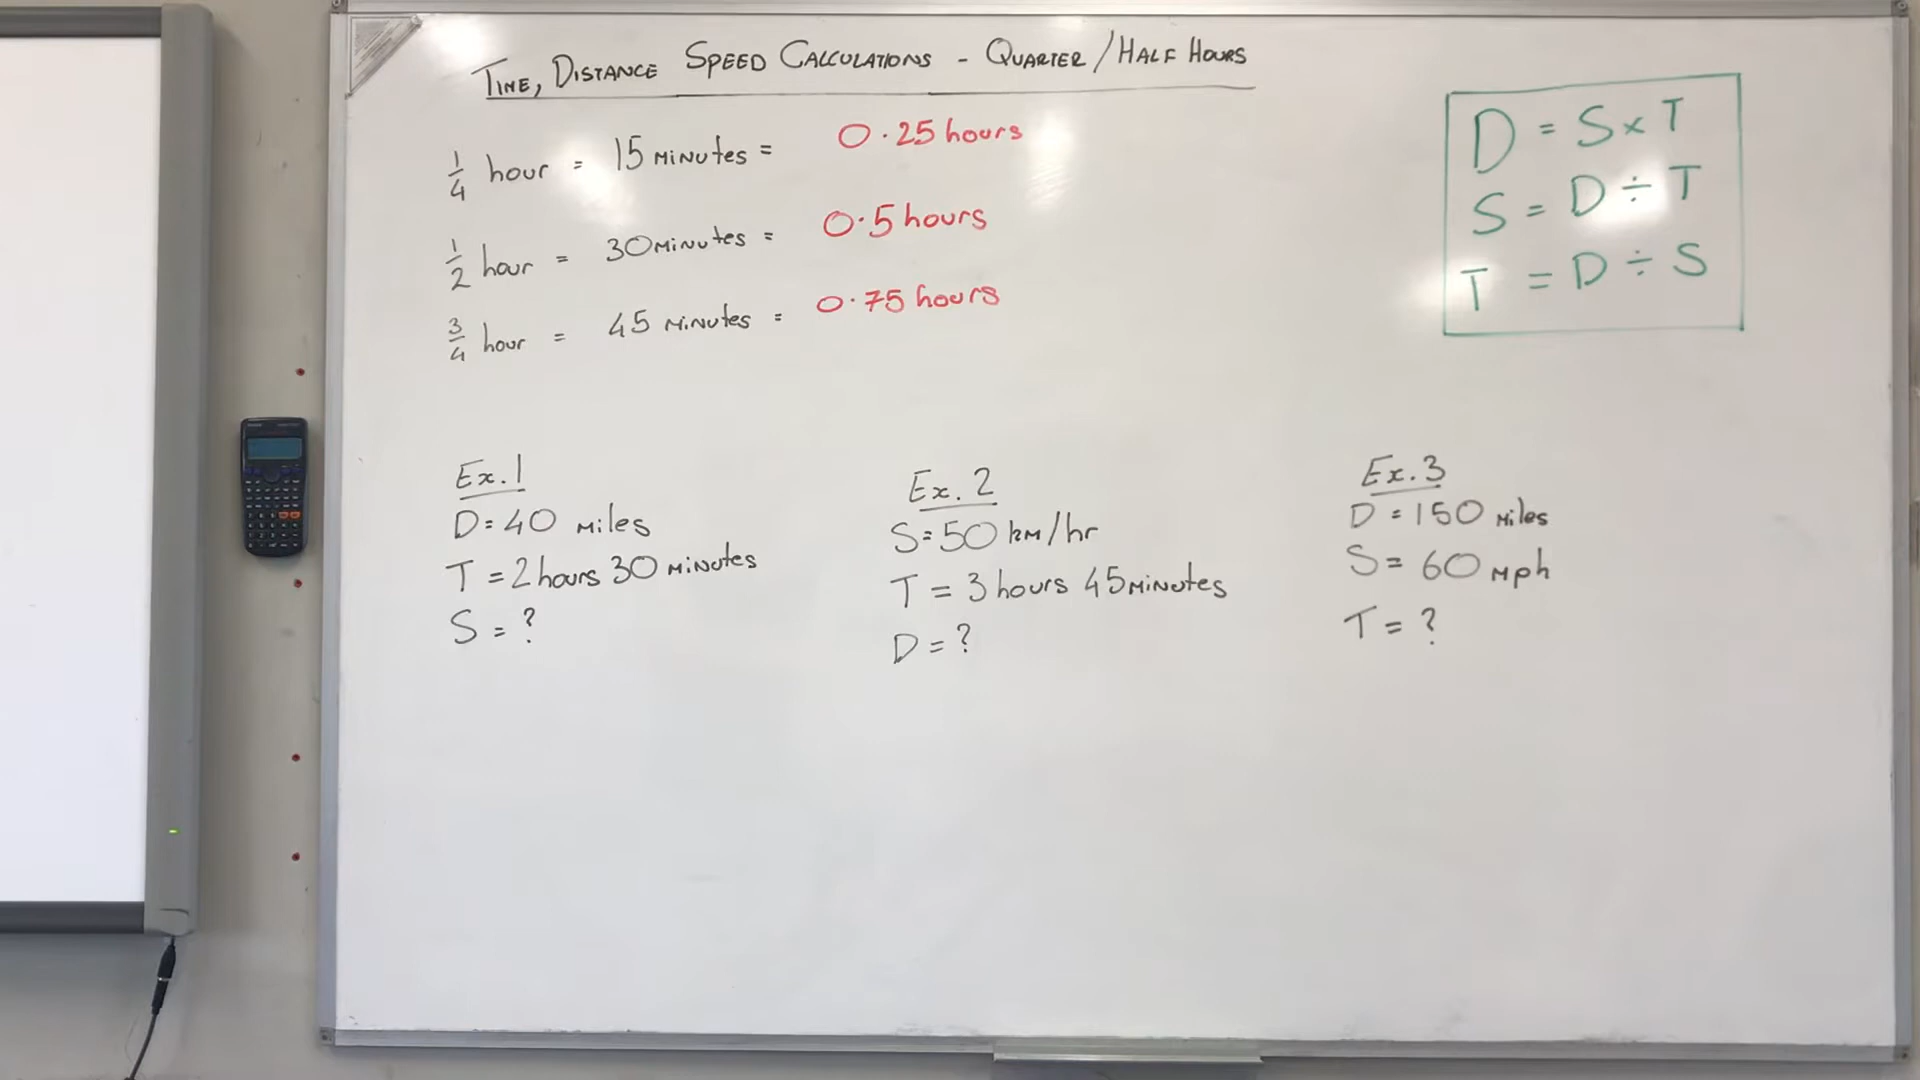 TIME, DISTANCE SPEED CALCULATIONS - QUARTER/HALF HOURS
1/4 hour = 15 MINUTES = 0.25 hours
1/2 hour = 30 MINUTES = 0.5 hours
3/4 hour = 45 MINUTES = 0.75 hours
D = S x T
S = D ÷ T
T = D ÷ S
Ex. 1
D = 40 Miles
T = 2 hours 30 MINUTES
S = ?
Ex. 2
S = 50 km/hr
T = 3 hours 45 MINUTES
D = ?
Ex. 3
D = 150 Miles
S = 60 Mph
T = ?